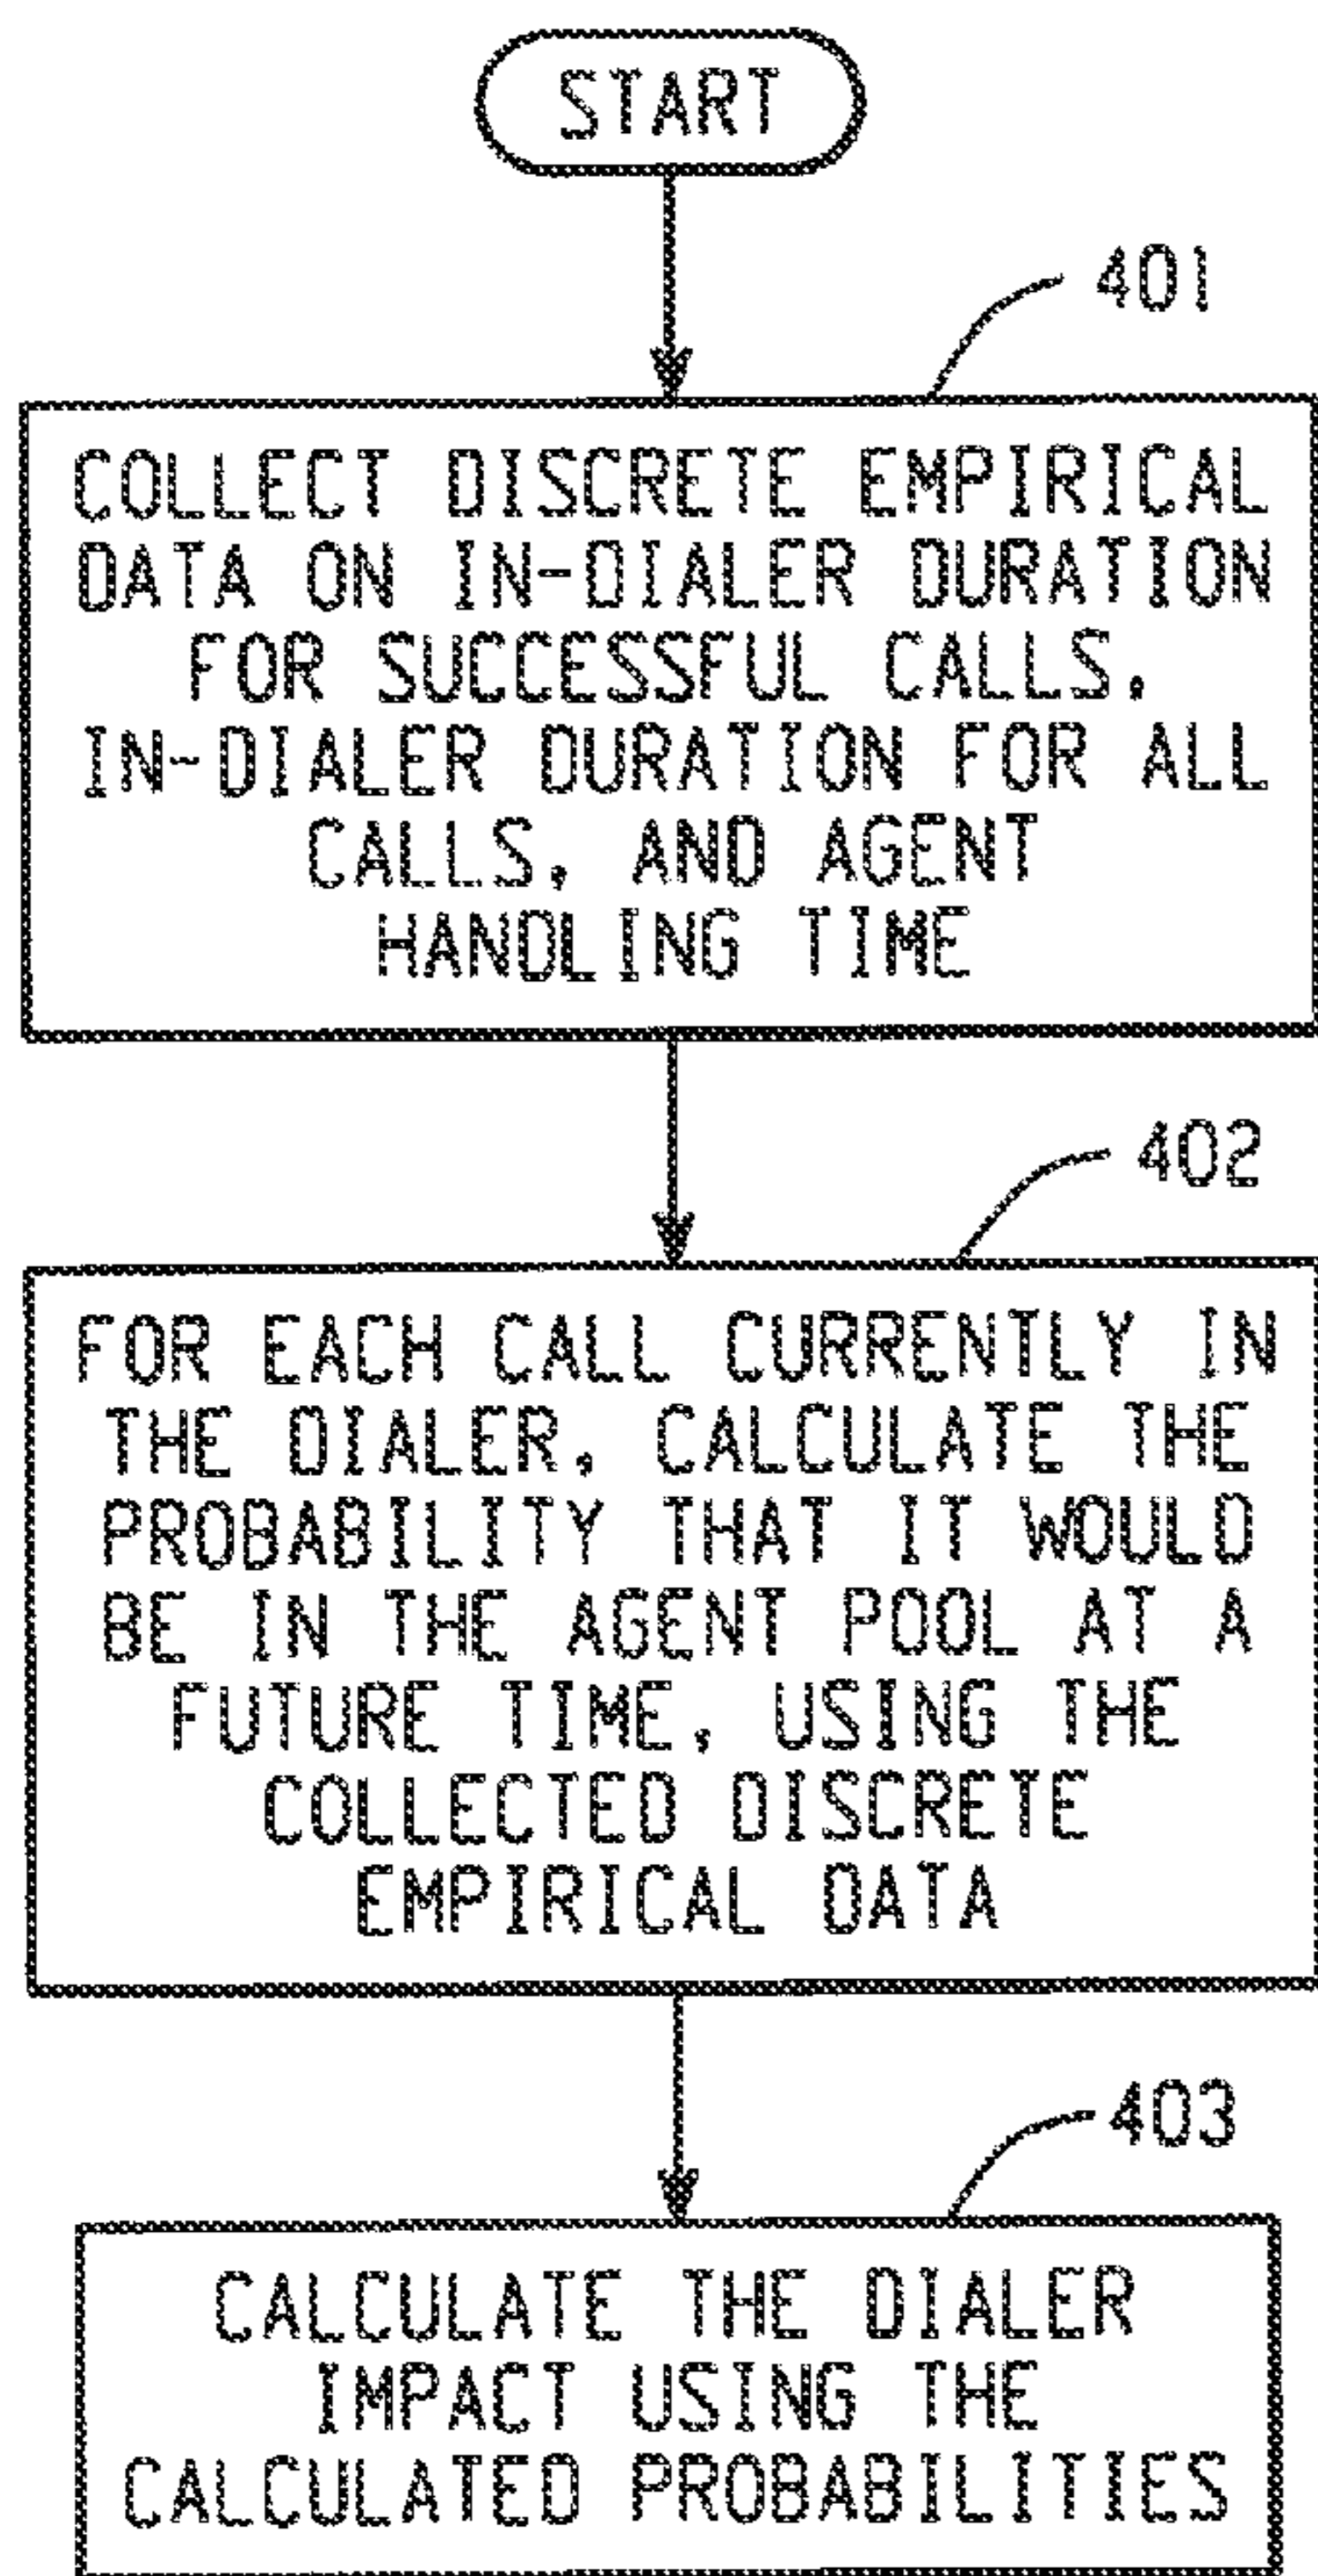 START
401
COLLECT DISCRETE EMPIRICAL
DATA ON IN-DIALER DURATION
FOR SUCCESSFUL CALLS,
IN-DIALER DURATION FOR ALL
CALLS, AND AGENT
HANDLING TIME
402
FOR EACH CALL CURRENTLY IN
THE DIALER, CALCULATE THE
PROBABILITY THAT IT WOULD
BE IN THE AGENT POOL AT A
FUTURE TIME, USING THE
COLLECTED DISCRETE
EMPIRICAL DATA
403
CALCULATE THE DIALER
IMPACT USING THE
CALCULATED PROBABILITIES